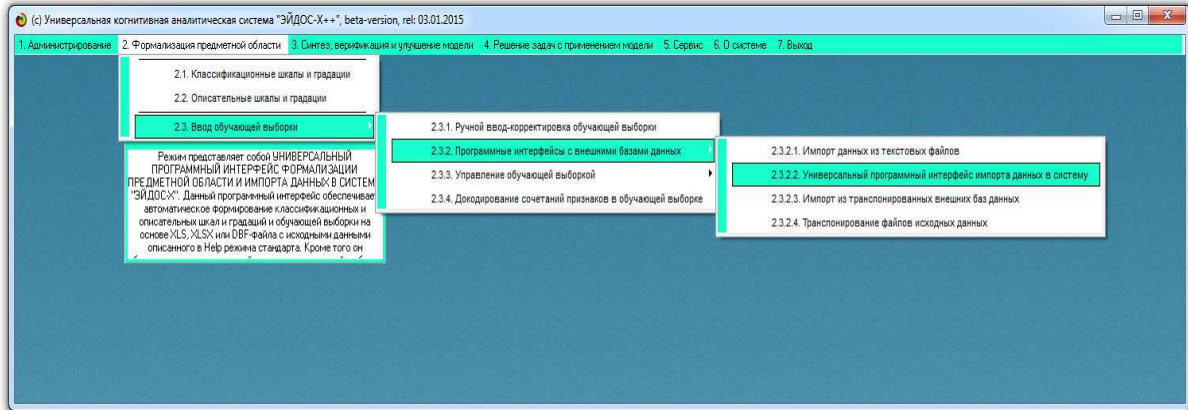 (c) Универсальная когнитивная аналитическая система "ЭЙДОС-X++", beta-version, rel: 03.01.2015
1. Администрирование 2. Формализация предметной области 3. Синтез, верификация и улучшение модели 4. Решение задач с применением модели 5. Сервис 6. О системе 7. Выход
2.1. Классификационные шкалы и градации
2.2. Описательные шкалы и градации
2.3. Ввод обучающей выборки
2.3.1. Ручной ввод-корректировка обучающей выборки
2.3.2. Программные интерфейсы с внешними базами данных
2.3.3. Управление обучающей выборкой
2.3.4. Докодирование сочетаний признаков в обучающей выборке
2.3.2.1. Импорт данных из текстовых файлов
2.3.2.2. Универсальный программный интерфейс импорта данных в систему
2.3.2.3. Импорт из транспонированных внешних баз данных
2.3.2.4. Транспонирование файлов исходных данных
Режим представляет собой УНИВЕРСАЛЬНЫЙ
ПРОГРАММНЫЙ ИНТЕРФЕЙС ФОРМАЛИЗАЦИИ
ПРЕДМЕТНОЙ ОБЛАСТИ И ИМПОРТА ДАННЫХ В СИСТЕМ
"ЭЙДОС-X". Данный программный интерфейс обеспечивае
автоматическое формирование классификационных и
описательных шкал и градаций и обучающей выборки на
основе XLS, XLSX или DBF-файла с исходными данными
описанного в Help режима стандарта. Кроме того он